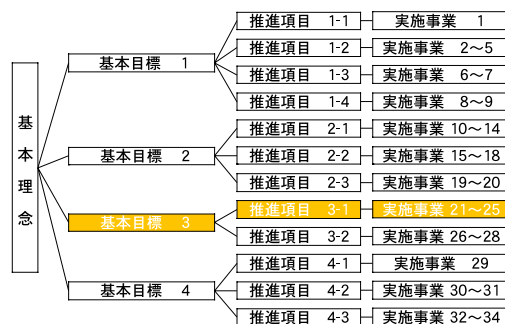 基本理念
基本目標 1
推進項目 1-1
実施事業 1
推進項目 1-2
実施事業 2～5
推進項目 1-3
実施事業 6～7
推進項目 1-4
実施事業 8～9
基本目標 2
推進項目 2-1
実施事業 10～14
推進項目 2-2
実施事業 15～18
推進項目 2-3
実施事業 19～20
基本目標 3
推進項目 3-1
実施事業 21～25
推進項目 3-2
実施事業 26～28
基本目標 4
推進項目 4-1
実施事業 29
推進項目 4-2
実施事業 30～31
推進項目 4-3
実施事業 32～34